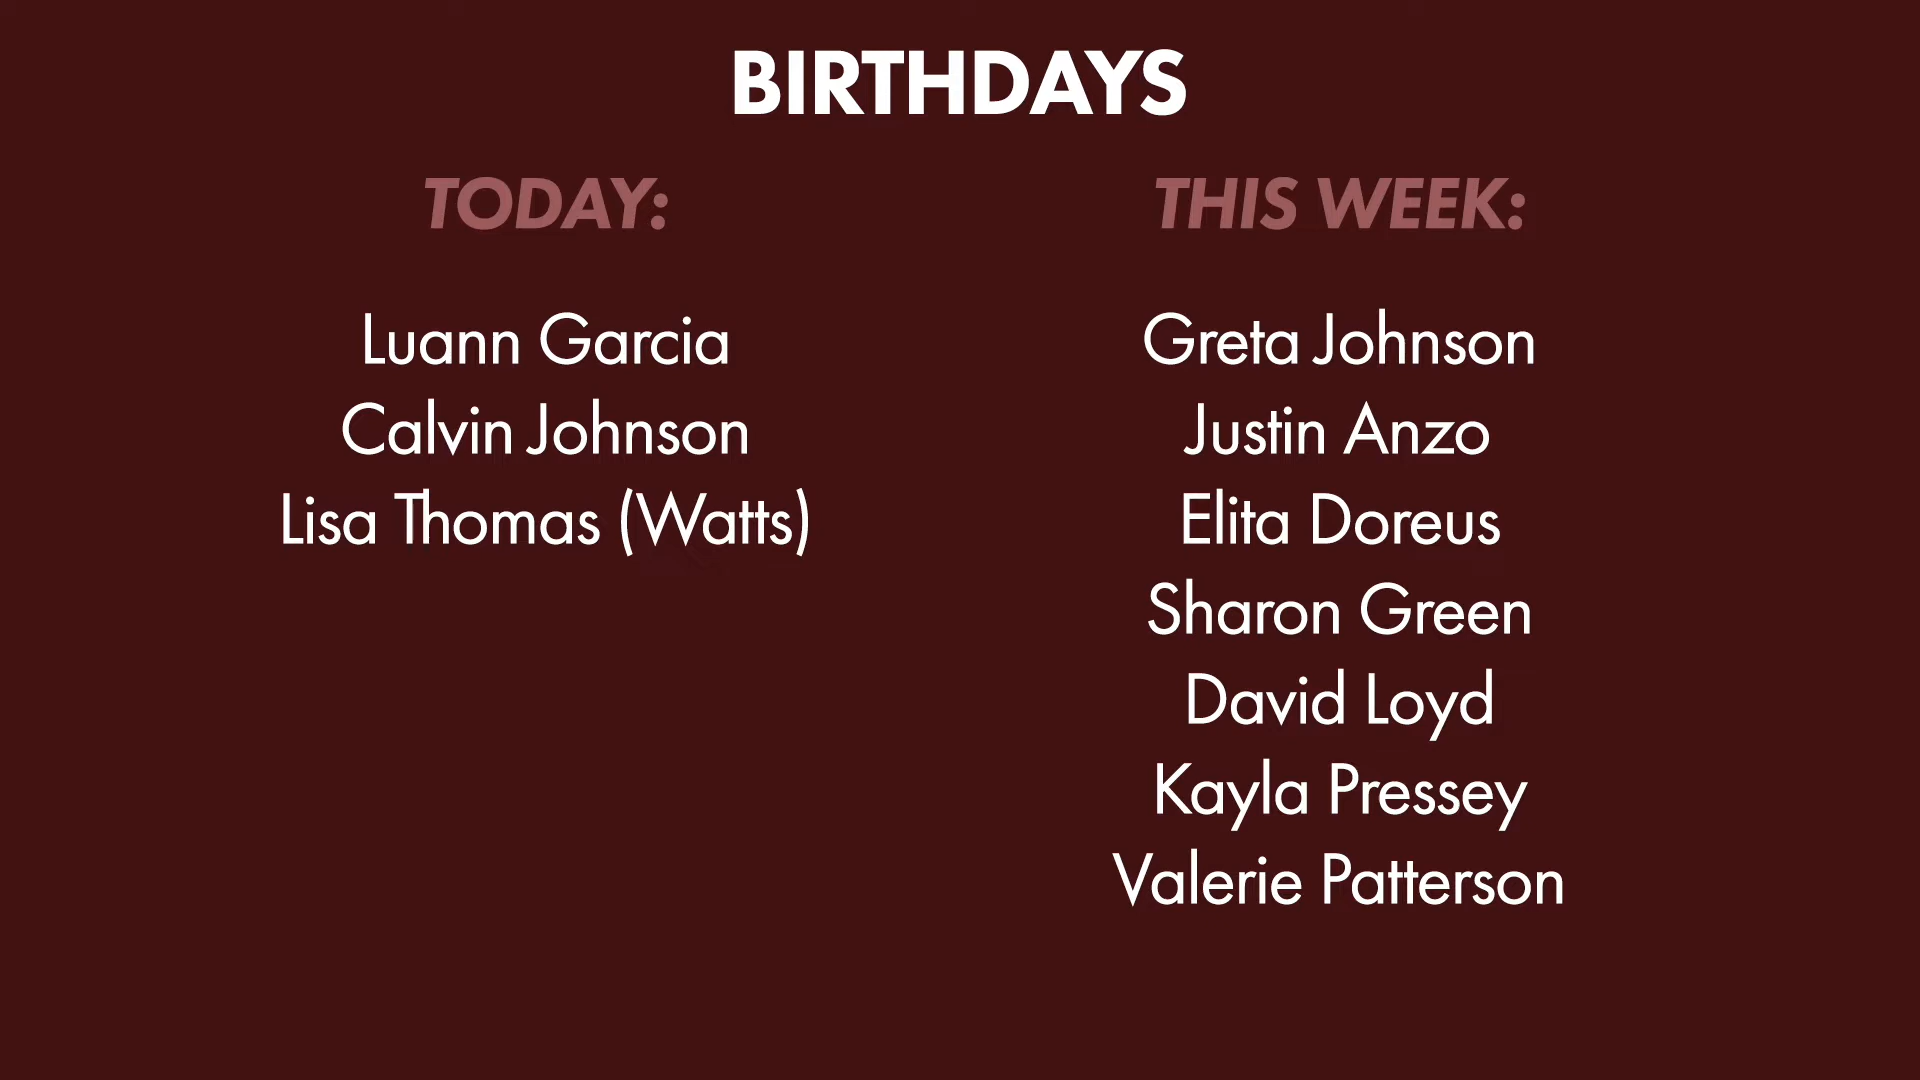 BIRTHDAYS
TODAY:
Luann Garcia
Calvin Johnson
Lisa Thomas (Watts)
THIS WEEK:
Greta Johnson
Justin Anzo
Elita Doreus
Sharon Green
David Loyd
Kayla Pressey
Valerie Patterson